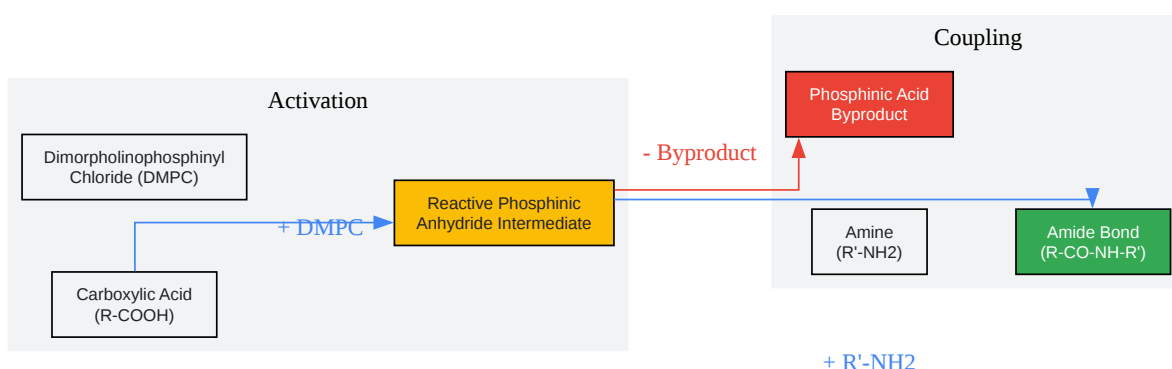 Activation
Dimorpholinophosphinyl
Chloride (DMPC)
+ DMPC
Carboxylic Acid
(R-COOH)
Reactive Phosphinic
Anhydride Intermediate
- Byproduct
Coupling
Phosphinic Acid
Byproduct
Amine
(R'-NH2)
Amide Bond
(R-CO-NH-R')
+ R'-NH2